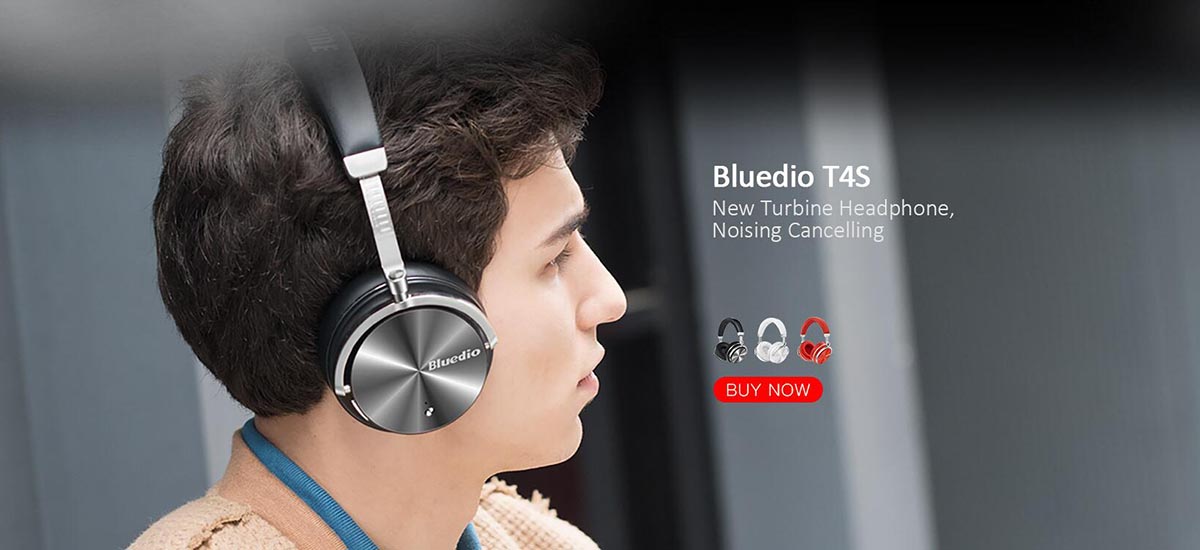 Bluedio T4S
New Turbine Headphone,
Noising Cancelling
BUY NOW
Bluedio